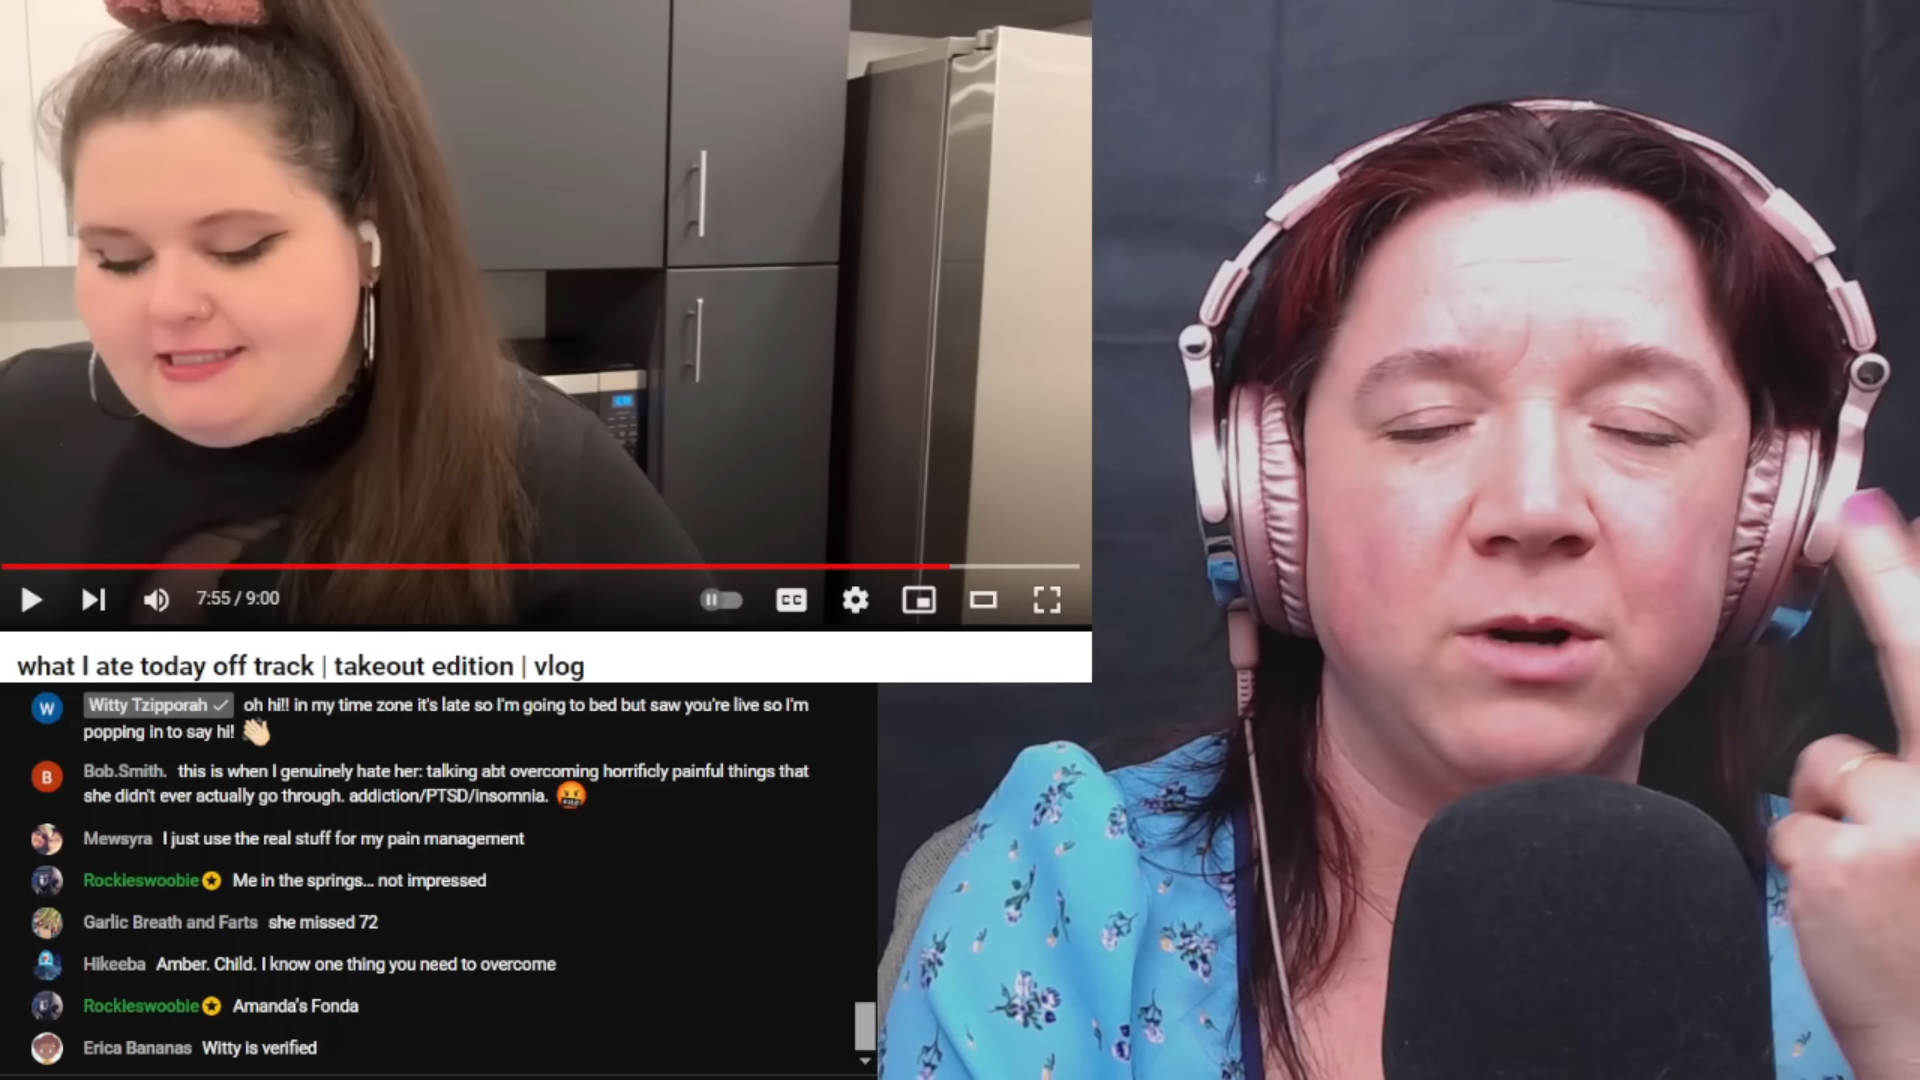 7:55 / 9:00
CC
what I ate today off track | takeout edition | vlog
W Witty Tzipporah oh hi!! in my time zone it's late so I'm going to bed but saw you're live so I'm
popping in to say hi! 👋🏻
B Bob.Smith. this is when I genuinely hate her: talking abt overcoming horrificly painful things that
she didn't ever actually go through. addiction/PTSD/insomnia. 🤬
Mewsyra I just use the real stuff for my pain management
Rockieswoobie Me in the springs... not impressed
Garlic Breath and Farts she missed 72
Hikeeba Amber. Child. I know one thing you need to overcome
Rockieswoobie Amanda's Fonda
Erica Bananas Witty is verified